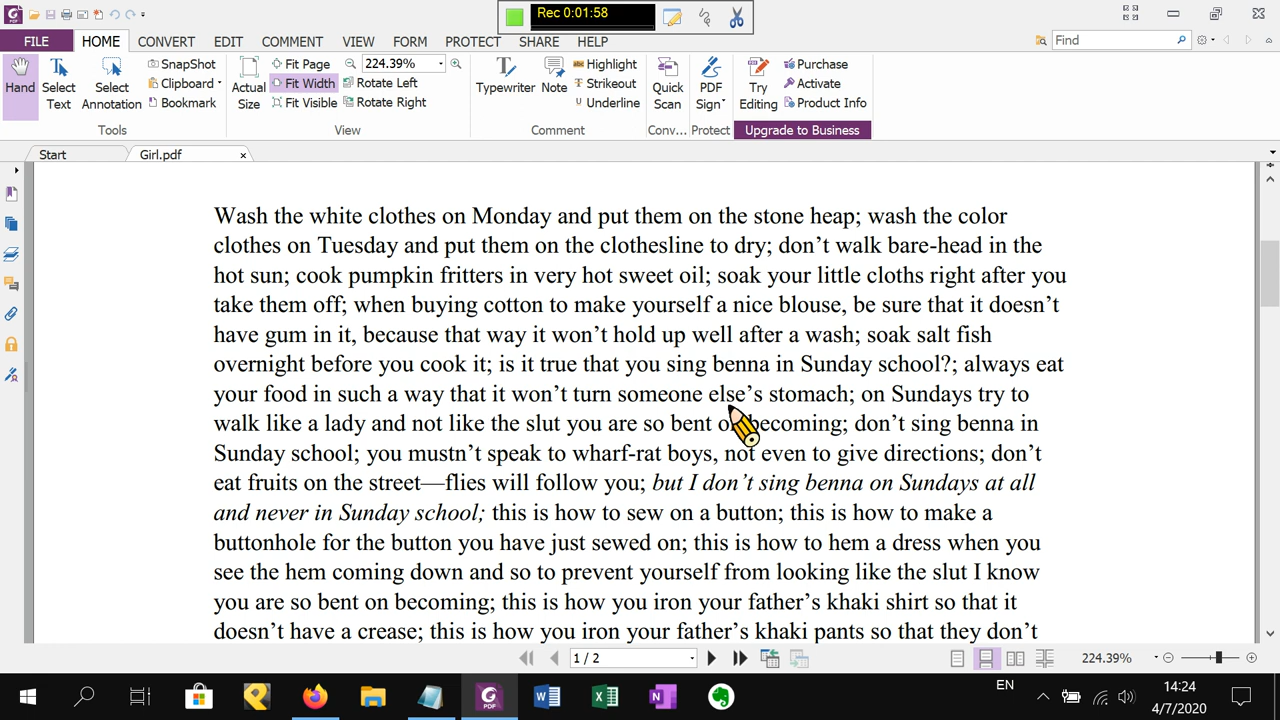 Rec 0:01:58
FILE HOME CONVERT EDIT COMMENT VIEW FORM PROTECT SHARE HELP Find
Hand
Select Text
Select Annotation
SnapShot
Clipboard
Bookmark
Tools
Actual Size
Fit Page
Fit Width
Fit Visible
224.39%
Rotate Left
Rotate Right
View
Typewriter
Note
Highlight
Strikeout
Underline
Comment
Quick Scan
Conv...
PDF Sign
Protect
Try Editing
Purchase
Activate
Product Info
Upgrade to Business
Start Girl.pdf
Wash the white clothes on Monday and put them on the stone heap; wash the color
clothes on Tuesday and put them on the clothesline to dry; don’t walk bare-head in the
hot sun; cook pumpkin fritters in very hot sweet oil; soak your little cloths right after you
take them off; when buying cotton to make yourself a nice blouse, be sure that it doesn’t
have gum in it, because that way it won’t hold up well after a wash; soak salt fish
overnight before you cook it; is it true that you sing benna in Sunday school?; always eat
your food in such a way that it won’t turn someone else’s stomach; on Sundays try to
walk like a lady and not like the slut you are so bent on becoming; don’t sing benna in
Sunday school; you mustn’t speak to wharf-rat boys, not even to give directions; don’t
eat fruits on the street—flies will follow you; but I don’t sing benna on Sundays at all
and never in Sunday school; this is how to sew on a button; this is how to make a
buttonhole for the button you have just sewed on; this is how to hem a dress when you
see the hem coming down and so to prevent yourself from looking like the slut I know
you are so bent on becoming; this is how you iron your father’s khaki shirt so that it
doesn’t have a crease; this is how you iron your father’s khaki pants so that they don’t
1 / 2 224.39%
EN
14:24
4/7/2020